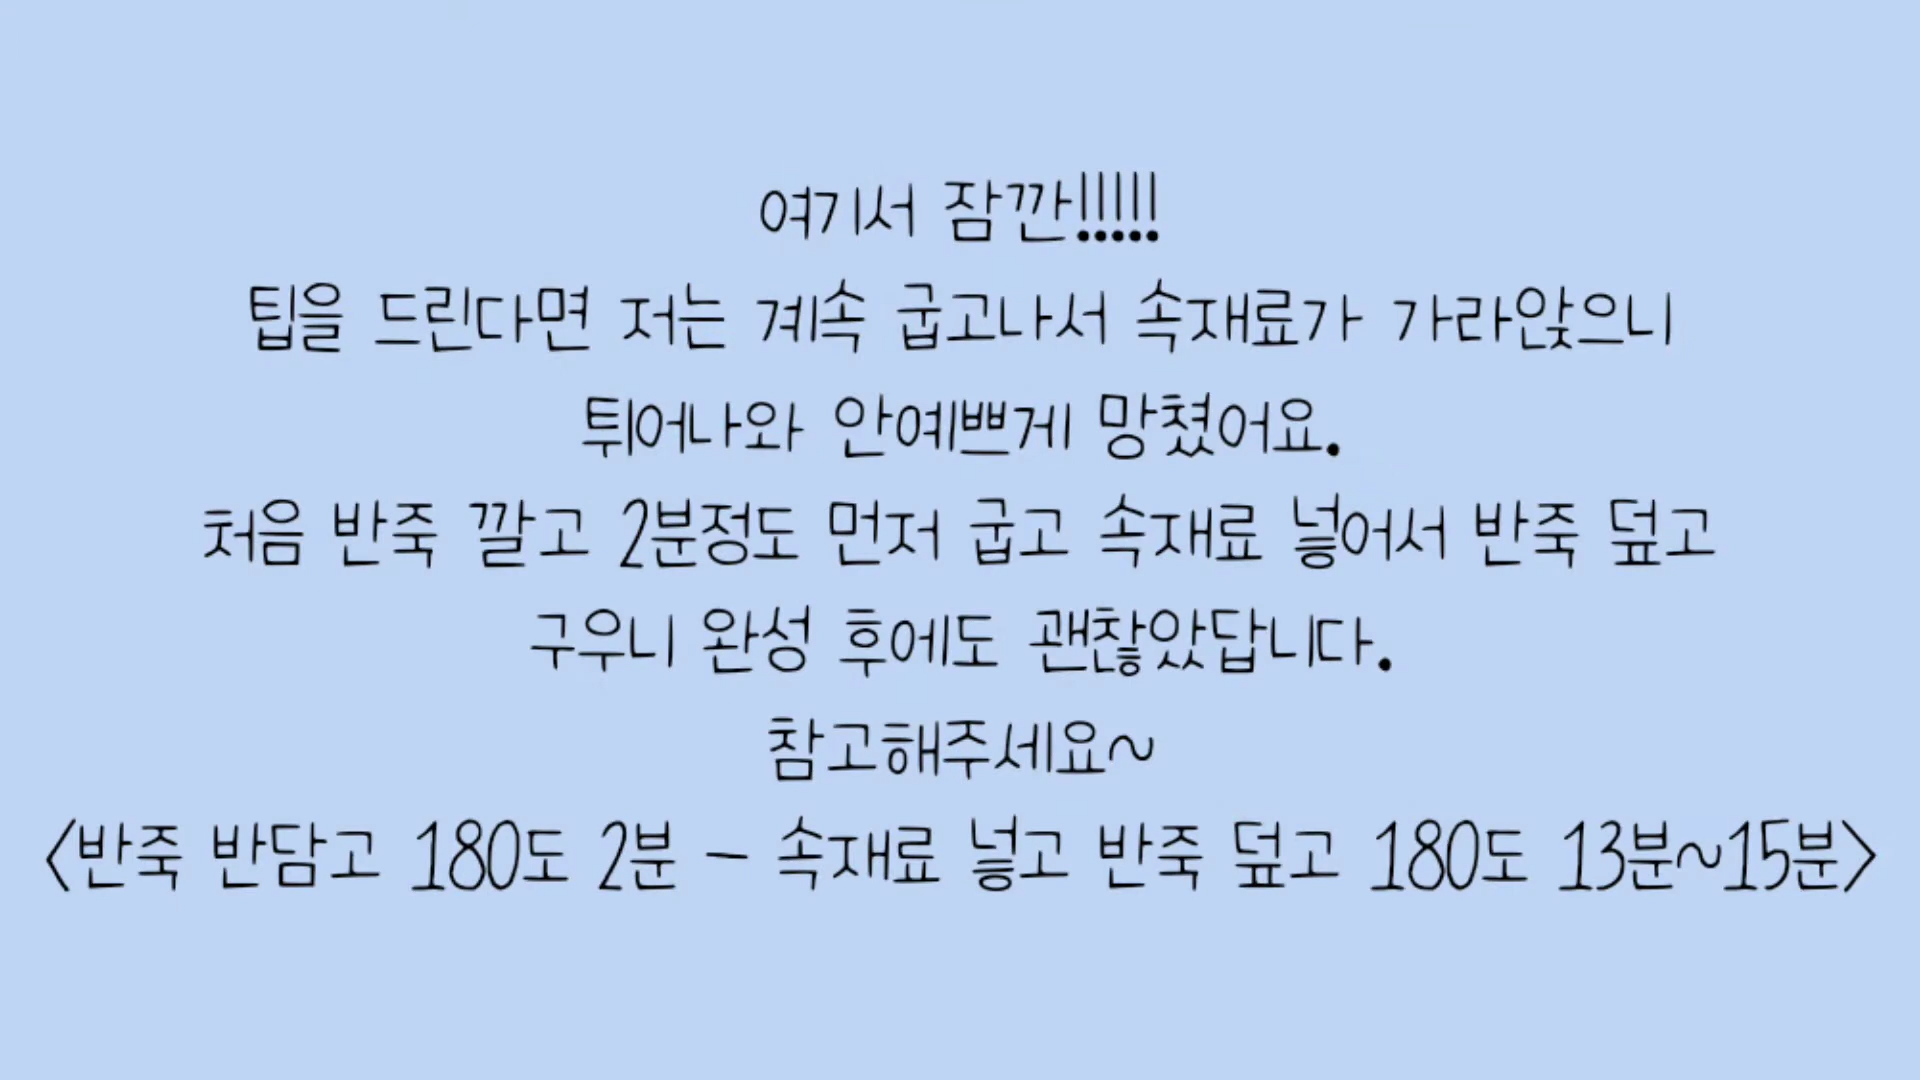 여기서 잠깐!!!!!
팁을 드린다면 저는 계속 굽고나서 속재료가 가라앉으니
튀어나와 안예쁘게 망쳤어요.
처음 반죽 깔고 2분정도 먼저 굽고 속재료 넣어서 반죽 덮고
구우니 완성 후에도 괜찮았답니다.
참고해주세요~
<반죽 반담고 180도 2분 - 속재료 넣고 반죽 덮고 180도 13분~15분>